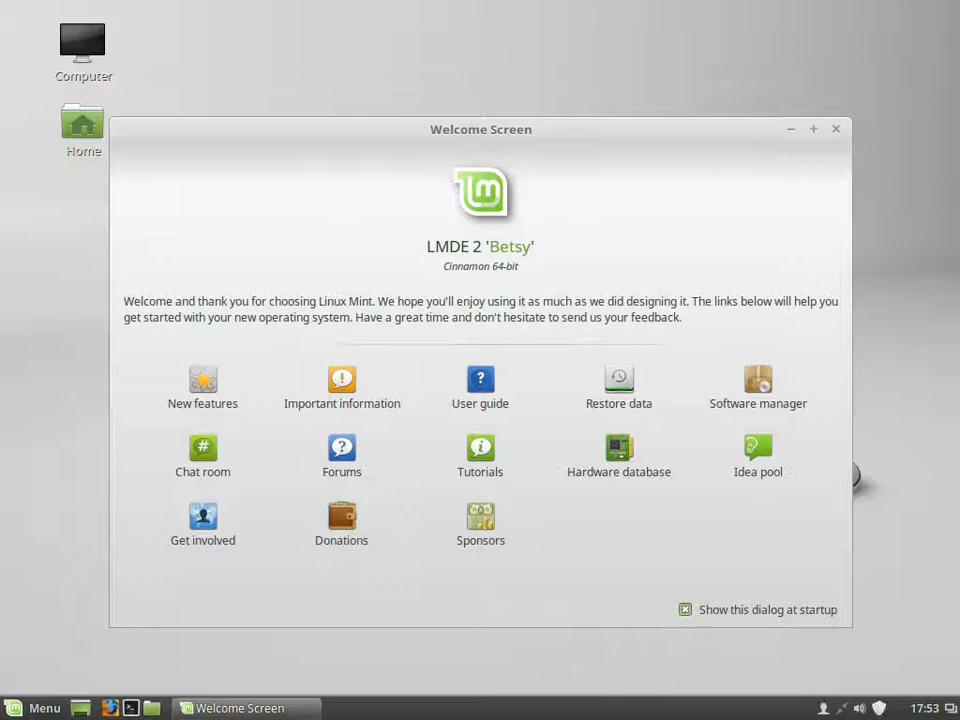 Computer
Home
Welcome Screen
LMDE 2 'Betsy'
Cinnamon 64-bit
Welcome and thank you for choosing Linux Mint. We hope you'll enjoy using it as much as we did designing it. The links below will help you
get started with your new operating system. Have a great time and don't hesitate to send us your feedback.
New features
Important information
User guide
Restore data
Software manager
Chat room
Forums
Tutorials
Hardware database
Idea pool
Get involved
Donations
Sponsors
Show this dialog at startup
Menu
Welcome Screen
17:53